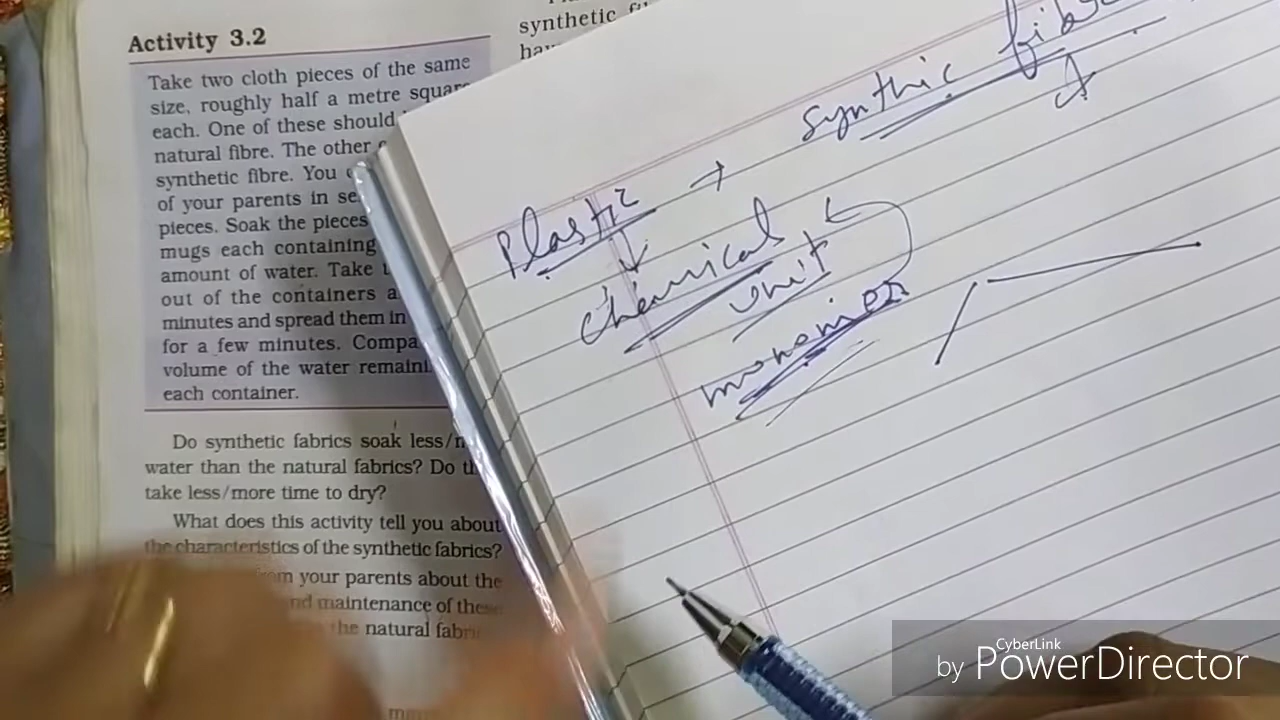 Activity 3.2
Take two cloth pieces of the same
size, roughly half a metre square
each. One of these should
natural fibre. The other
synthetic fibre. You
of your parents in
pieces. Soak the pieces
mugs each containing
amount of water. Take
out of the containers
minutes and spread them in
for a few minutes.
volume of the water
each container.
Do synthetic fabrics soak less/
water than the natural fabrics? Do
take less/more time to dry?
What does this activity tell you about
the characteristics of the synthetic fabrics?
from your parents about the
and maintenance of these
the natural
synthetic
synthic
Plastic →
chemical
unit
monomer
CyberLink
by PowerDirector